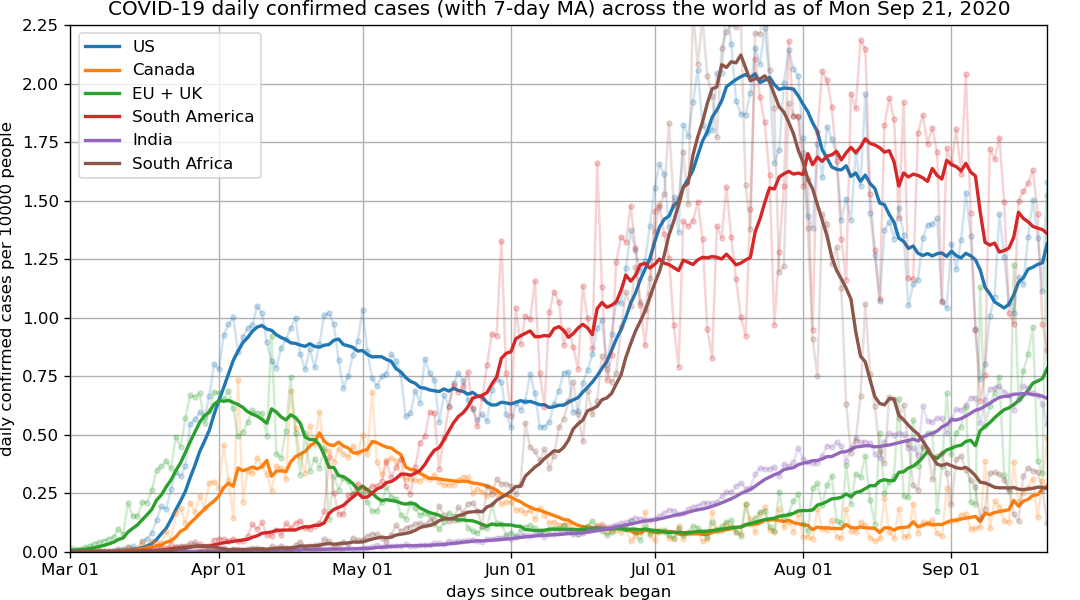 COVID-19 daily confirmed cases (with 7-day MA) across the world as of Mon Sep 21, 2020
daily confirmed cases per 10000 people
2.25
2.00
1.75
1.50
1.25
1.00
0.75
0.50
0.25
0.00
US
Canada
EU + UK
South America
India
South Africa
Mar 01
Apr 01
May 01
Jun 01
Jul 01
Aug 01
Sep 01
days since outbreak began